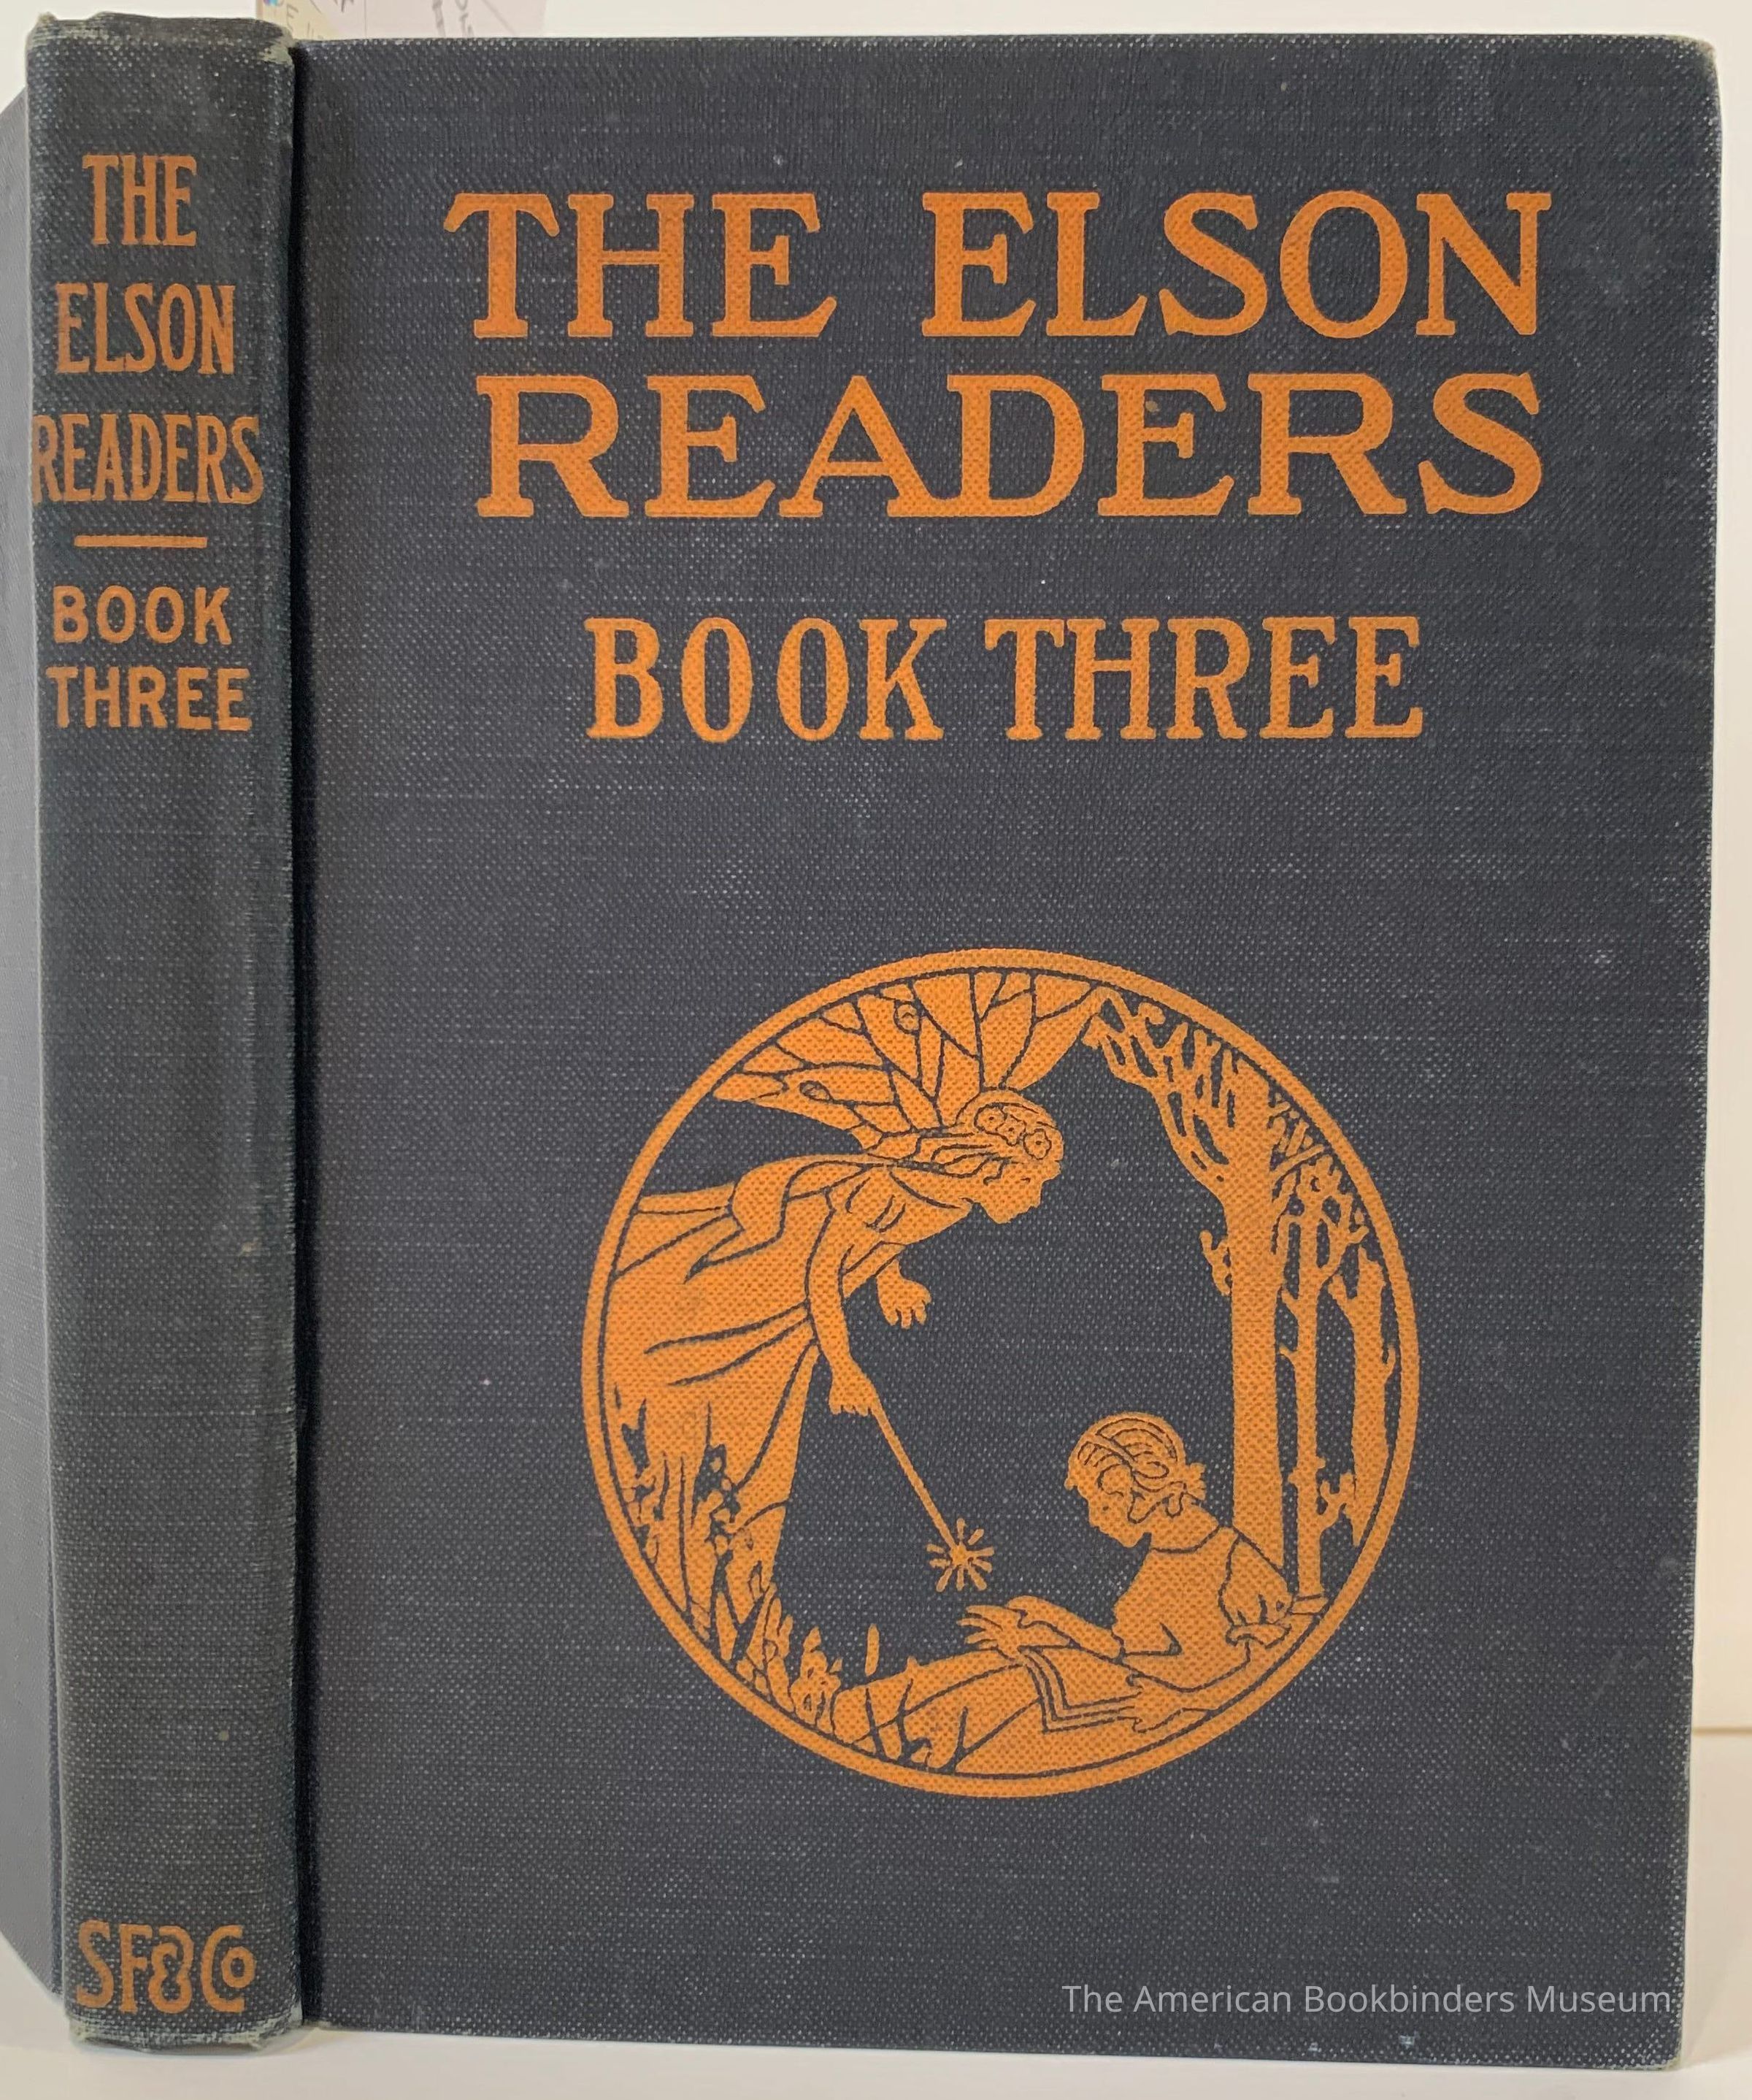 THE
ELSON
READERS
BOOK
THREE
SF&Co
THE ELSON
READERS
BOOK THREE
The American Bookbinders Museum